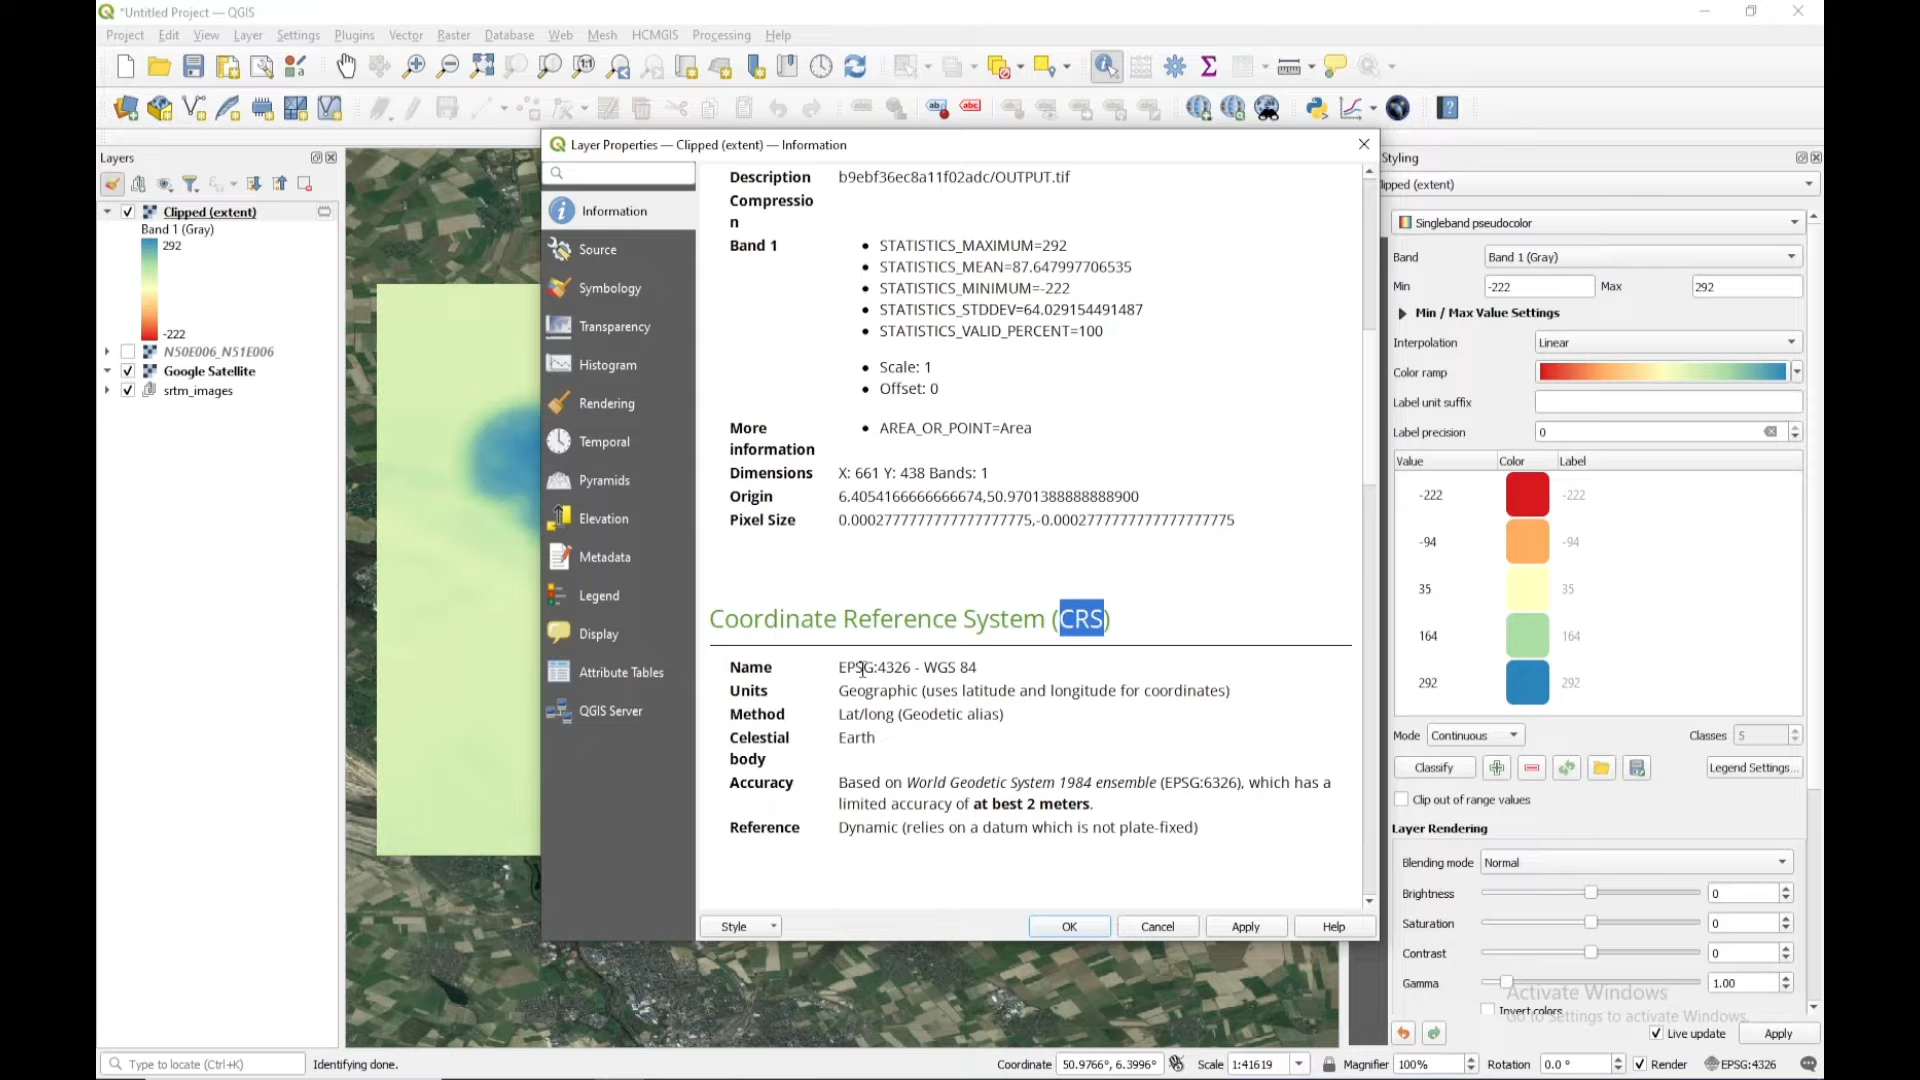 *Untitled Project — QGIS
Project Edit View Layer Settings Plugins Vector Raster Database Web Mesh HCMGIS Processing Help
Layers
Clipped (extent)
Band 1 (Gray)
292
-222
N50E006_N51E006
Google Satellite
srtm_images
Layer Properties — Clipped (extent) — Information
Information
Source
Symbology
Transparency
Histogram
Rendering
Temporal
Pyramids
Elevation
Metadata
Legend
Display
Attribute Tables
QGIS Server
Description b9ebf36ec8a11f02adc/OUTPUT.tif
Compressio
n
Band 1
• STATISTICS_MAXIMUM=292
• STATISTICS_MEAN=87.647997706535
• STATISTICS_MINIMUM=-222
• STATISTICS_STDDEV=64.029154491487
• STATISTICS_VALID_PERCENT=100
• Scale: 1
• Offset: 0
More
information
• AREA_OR_POINT=Area
Dimensions X: 661 Y: 438 Bands: 1
Origin 6.4054166666666674,50.9701388888888900
Pixel Size 0.0002777777777777777775,-0.0002777777777777777775
Coordinate Reference System (CRS)
Name EPSG:4326 - WGS 84
Units Geographic (uses latitude and longitude for coordinates)
Method Lat/long (Geodetic alias)
Celestial
body
Earth
Accuracy Based on World Geodetic System 1984 ensemble (EPSG:6326), which has a
limited accuracy of at best 2 meters.
Reference Dynamic (relies on a datum which is not plate-fixed)
Style OK Cancel Apply Help
Styling
lipped (extent)
Singleband pseudocolor
Band Band 1 (Gray)
Min -222 Max 292
Min / Max Value Settings
Interpolation Linear
Color ramp
Label unit suffix
Label precision 0
Value Color Label
-222 -222
-94 -94
35 35
164 164
292 292
Mode Continuous Classes 5
Classify Legend Settings...
Clip out of range values
Layer Rendering
Blending mode Normal
Brightness 0
Saturation 0
Contrast 0
Gamma 1.00
Invert colors
Activate Windows
Go to Settings to activate Windows.
Live update Apply
Type to locate (Ctrl+K) Identifying done. Coordinate 50.9766°, 6.3996° Scale 1:41619 Magnifier 100% Rotation 0.0 ° Render EPSG:4326